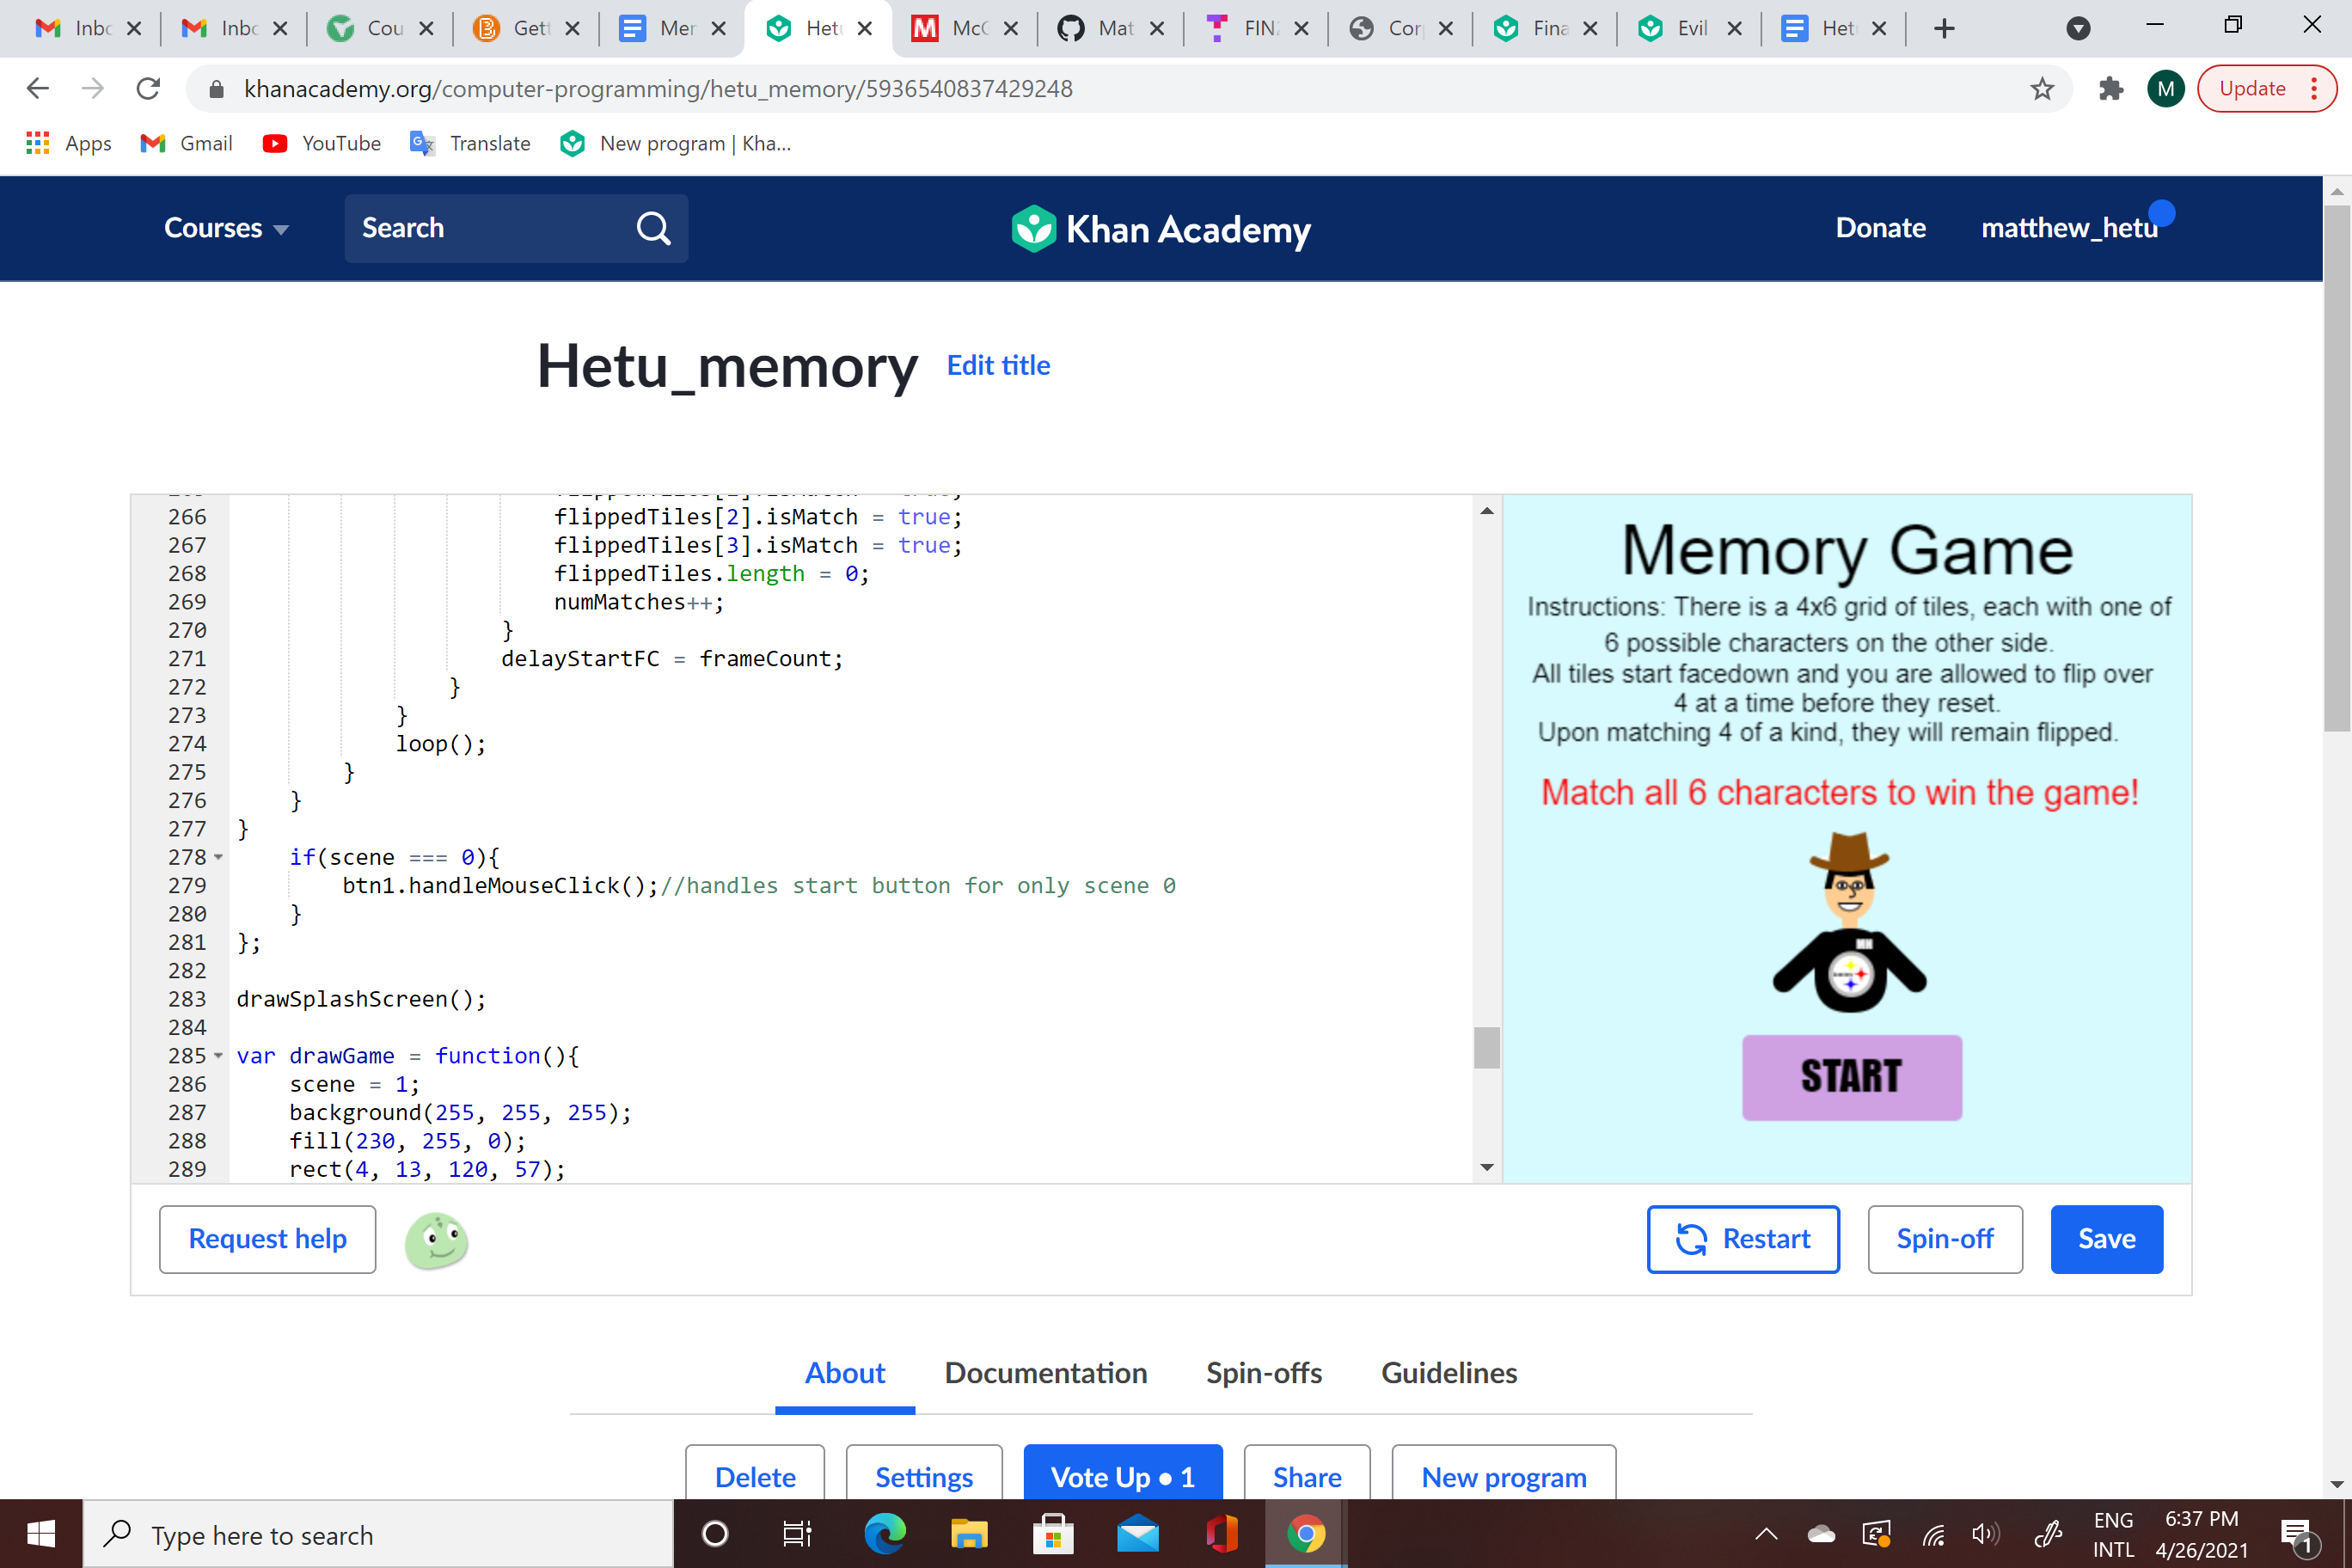 Inbc
Inbc
Cou
Gett
Mer
Het
McC
Mat
FIN
Cor
Fina
Evil
Het
khanacademy.org/computer-programming/hetu_memory/5936540837429248
M
Update
Apps
Gmail
YouTube
Translate
New program | Kha...
Courses
Search
Khan Academy
Donate
matthew_hetu
Hetu_memory
Edit title
266 flippedTiles[2].isMatch = true;
267 flippedTiles[3].isMatch = true;
268 flippedTiles.length = 0;
269 numMatches++;
270 }
271 delayStartFC = frameCount;
272 }
273 }
274 loop();
275 }
276 }
277 }
278 if(scene === 0){
279 btn1.handleMouseClick();//handles start button for only scene 0
280 }
281 };
282
283 drawSplashScreen();
284
285 var drawGame = function(){
286 scene = 1;
287 background(255, 255, 255);
288 fill(230, 255, 0);
289 rect(4, 13, 120, 57);
Memory Game
Instructions: There is a 4x6 grid of tiles, each with one of
6 possible characters on the other side.
All tiles start facedown and you are allowed to flip over
4 at a time before they reset.
Upon matching 4 of a kind, they will remain flipped.
Match all 6 characters to win the game!
START
Request help
Restart
Spin-off
Save
About
Documentation
Spin-offs
Guidelines
Delete
Settings
Vote Up • 1
Share
New program
Type here to search
ENG
INTL
6:37 PM
4/26/2021
1